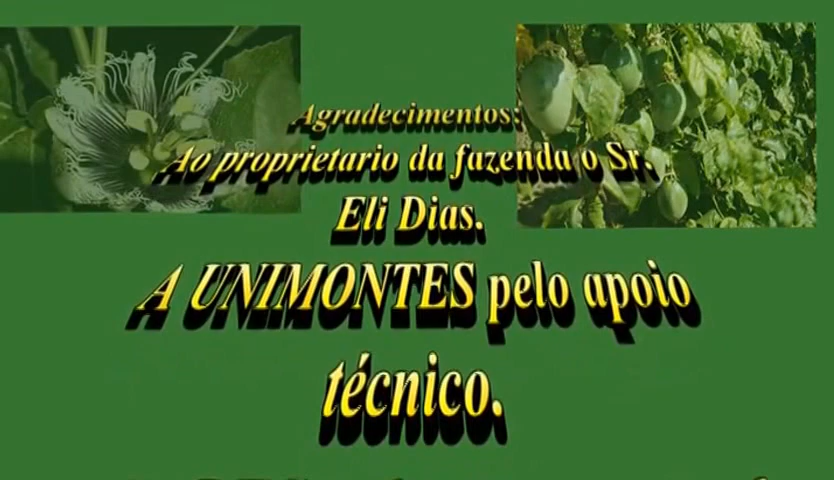 Agradecimentos:
Ao proprietario da fazenda o Sr.
Eli Dias.
A UNIMONTES pelo apoio
técnico.